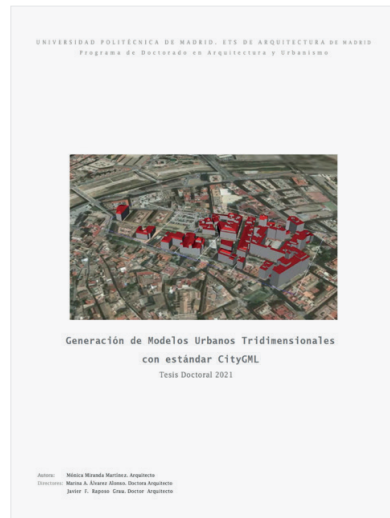 UNIVERSIDAD POLITÉCNICA DE MADRID. ETS DE ARQUITECTURA DE MADRID
Programa de Doctorado en Arquitectura y Urbanismo
Generación de Modelos Urbanos Tridimensionales
con estándar CityGML
Tesis Doctoral 2021
Autora: Mónica Miranda Martínez. Arquitecto
Directores: Marina A. Álvarez Alonso. Doctora Arquitecto
Javier F. Raposo Grau. Doctor Arquitecto